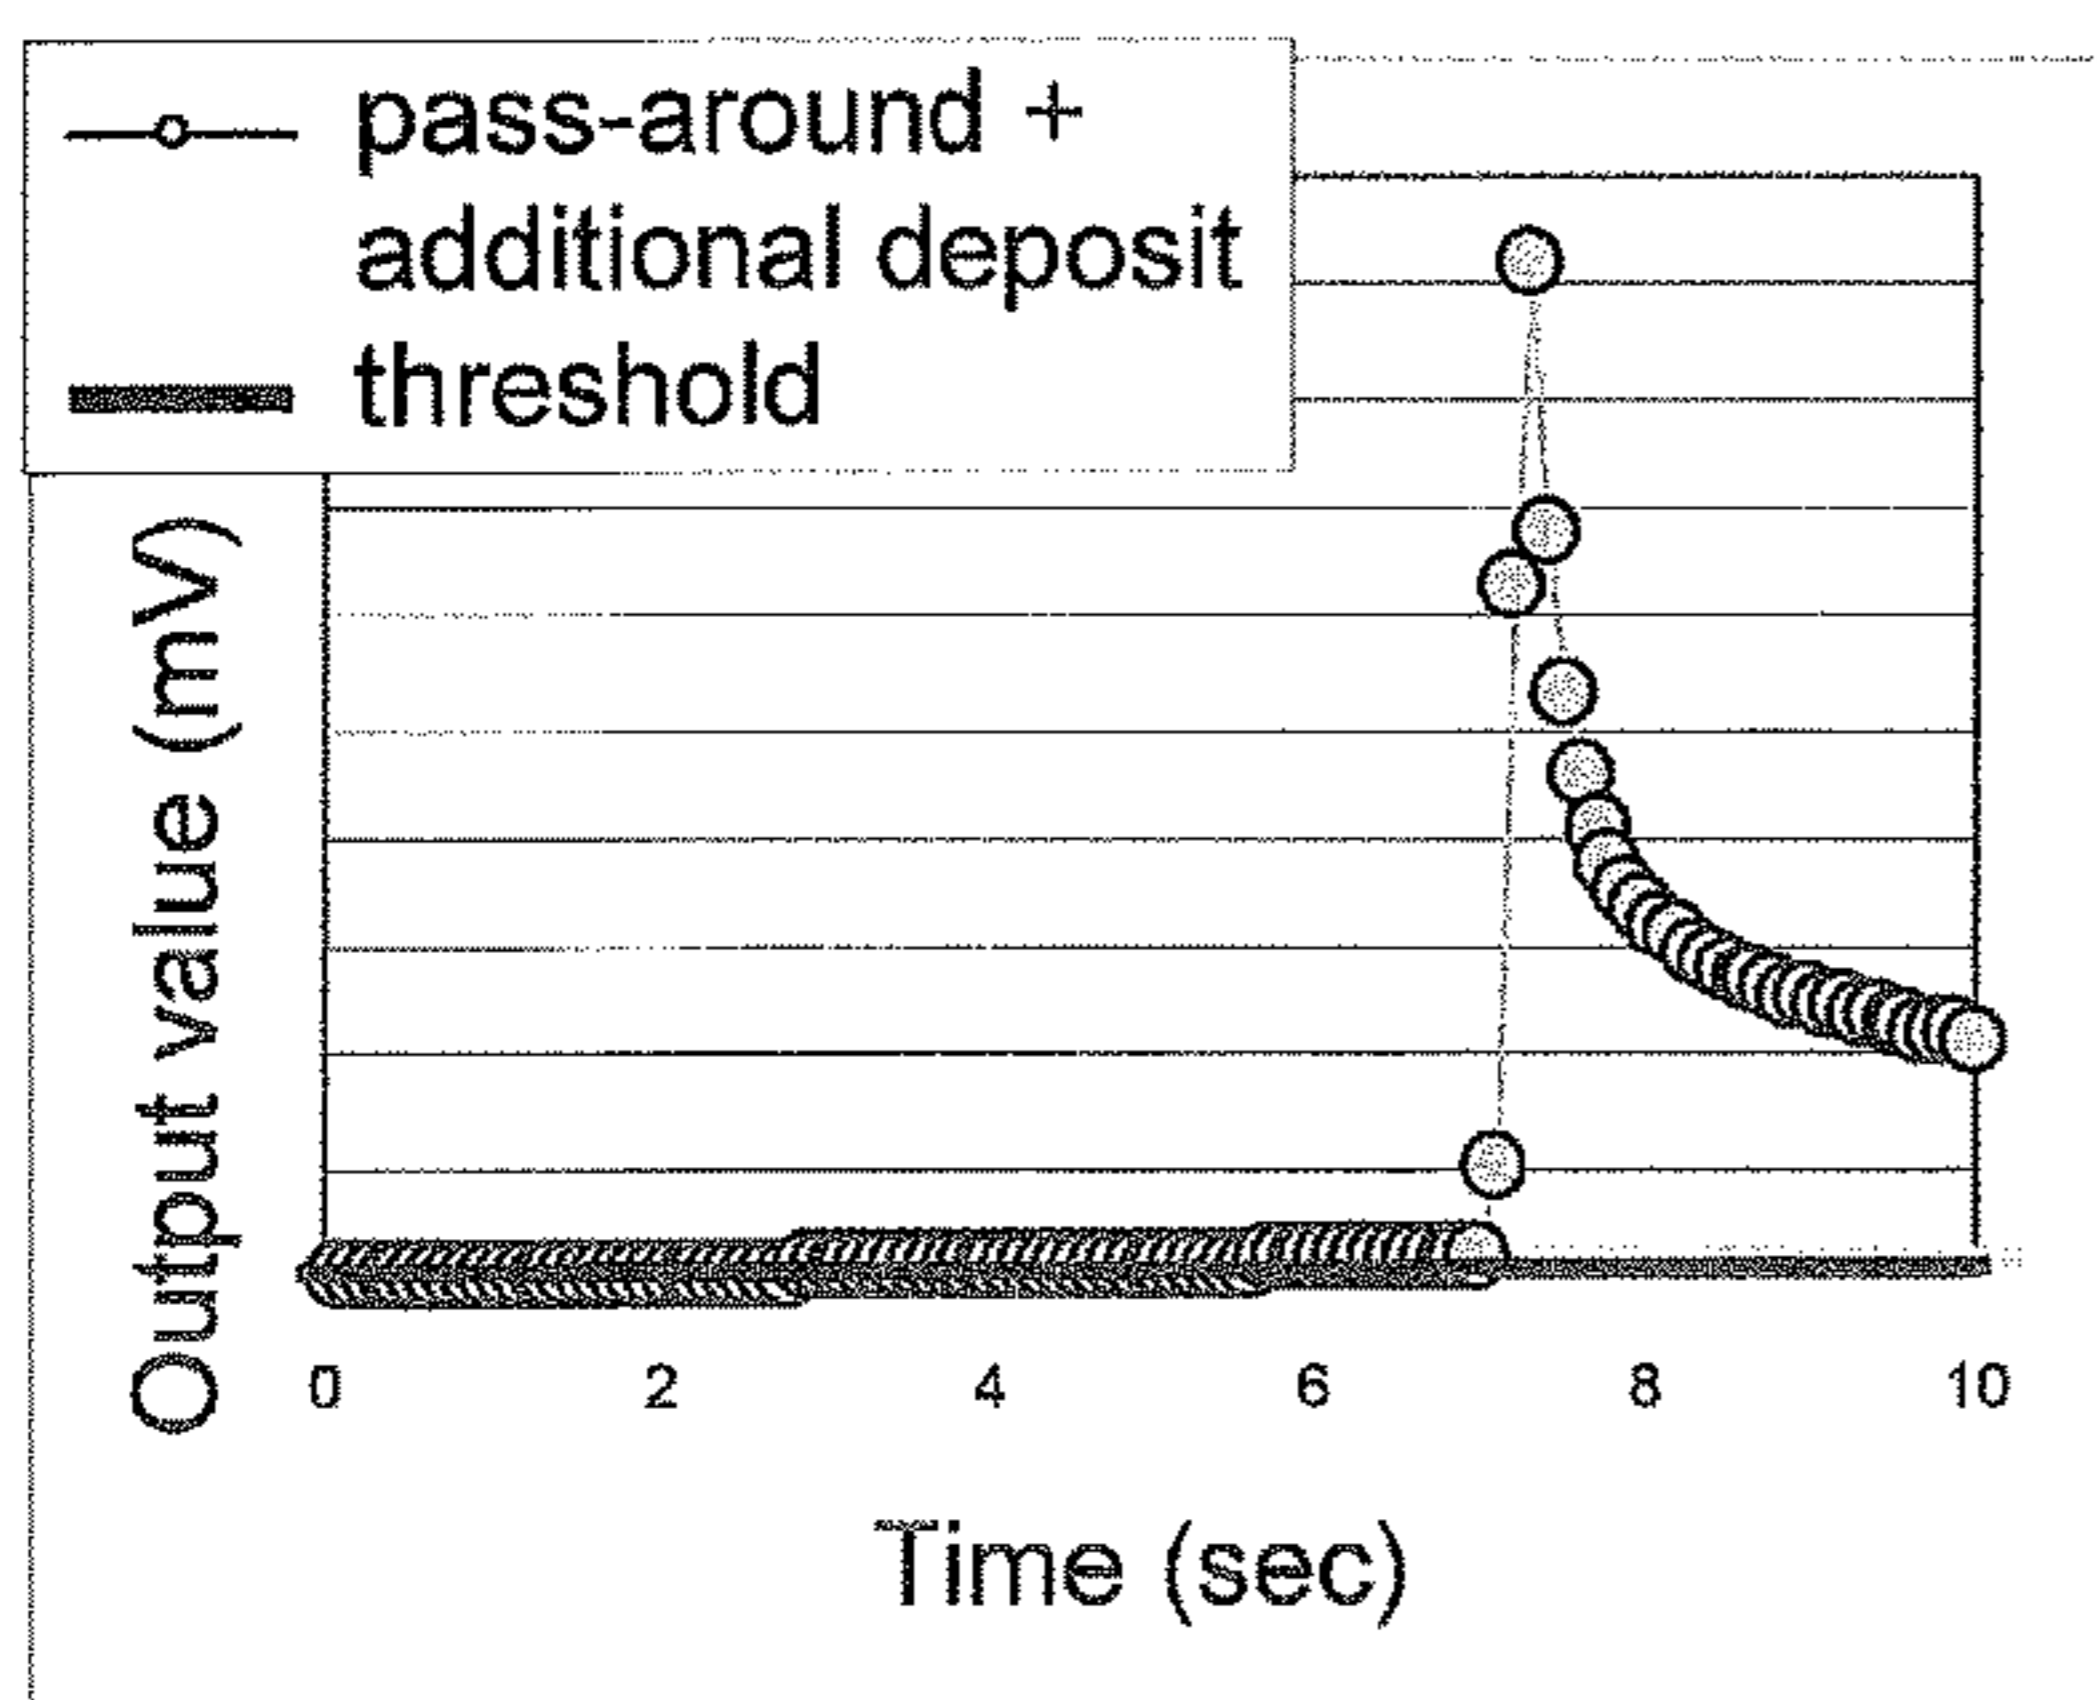 pass-around +
additional deposit
threshold
Output value (mV)
0 2 4 6 8 10
Time (sec)